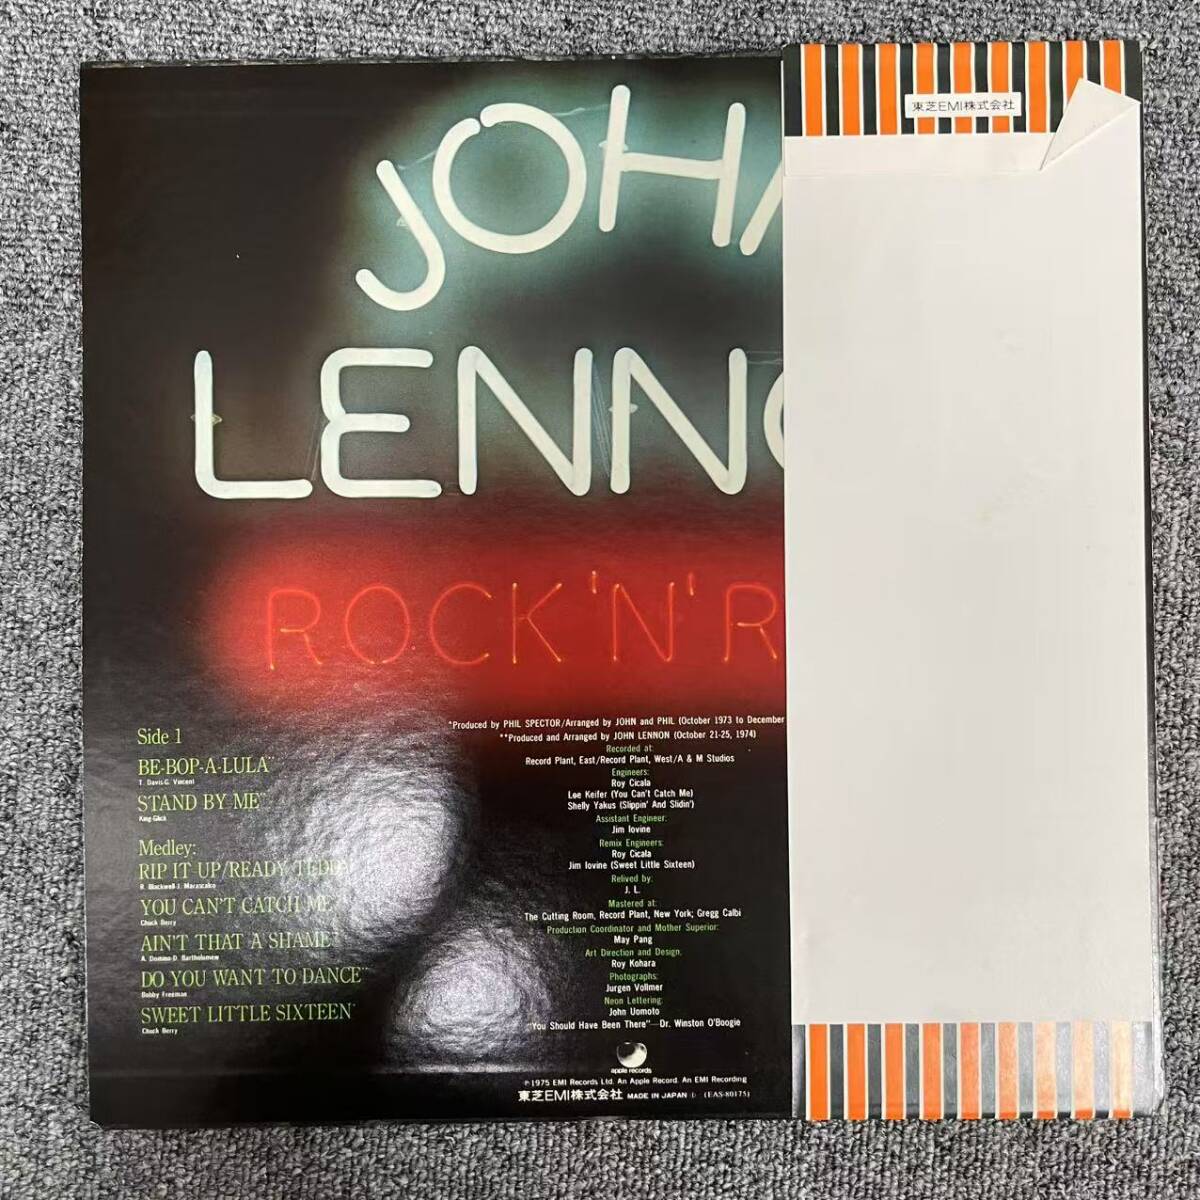 東芝EMI株式会社
JOH
LENNO
ROCK 'N' R
Side 1
BE-BOP-A-LULA**
T. Davis-G. Vincent
STAND BY ME**
King-Glick
Medley:
RIP IT UP/READY TEDDY
R. Blackwell-J. Marascalco
YOU CAN'T CATCH ME*
Chuck Berry
AIN'T THAT A SHAME**
A. Domino-D. Bartholomew
DO YOU WANT TO DANCE**
Bobby Freeman
SWEET LITTLE SIXTEEN*
Chuck Berry
*Produced by PHIL SPECTOR/Arranged by JOHN and PHIL (October 1973 to December
**Produced and Arranged by JOHN LENNON (October 21-25, 1974)
Recorded at:
Record Plant, East/Record Plant, West/A & M Studios
Engineers:
Roy Cicala
Lee Keifer (You Can't Catch Me)
Shelly Yakus (Slippin' And Slidin')
Assistant Engineer:
Jim Iovine
Remix Engineers:
Roy Cicala
Jim Iovine (Sweet Little Sixteen)
Relived by:
J. L.
Mastered at:
The Cutting Room, Record Plant, New York; Gregg Calbi
Production Coordinator and Mother Superior:
May Pang
Art Direction and Design.
Roy Kohara
Photographs:
Jurgen Vollmer
Neon Lettering:
John Uomoto
"You Should Have Been There"—Dr. Winston O'Boogie
apple records
℗1975 EMI Records Ltd. An Apple Record. An EMI Recording
東芝EMI株式会社 MADE IN JAPAN (EAS-80175)